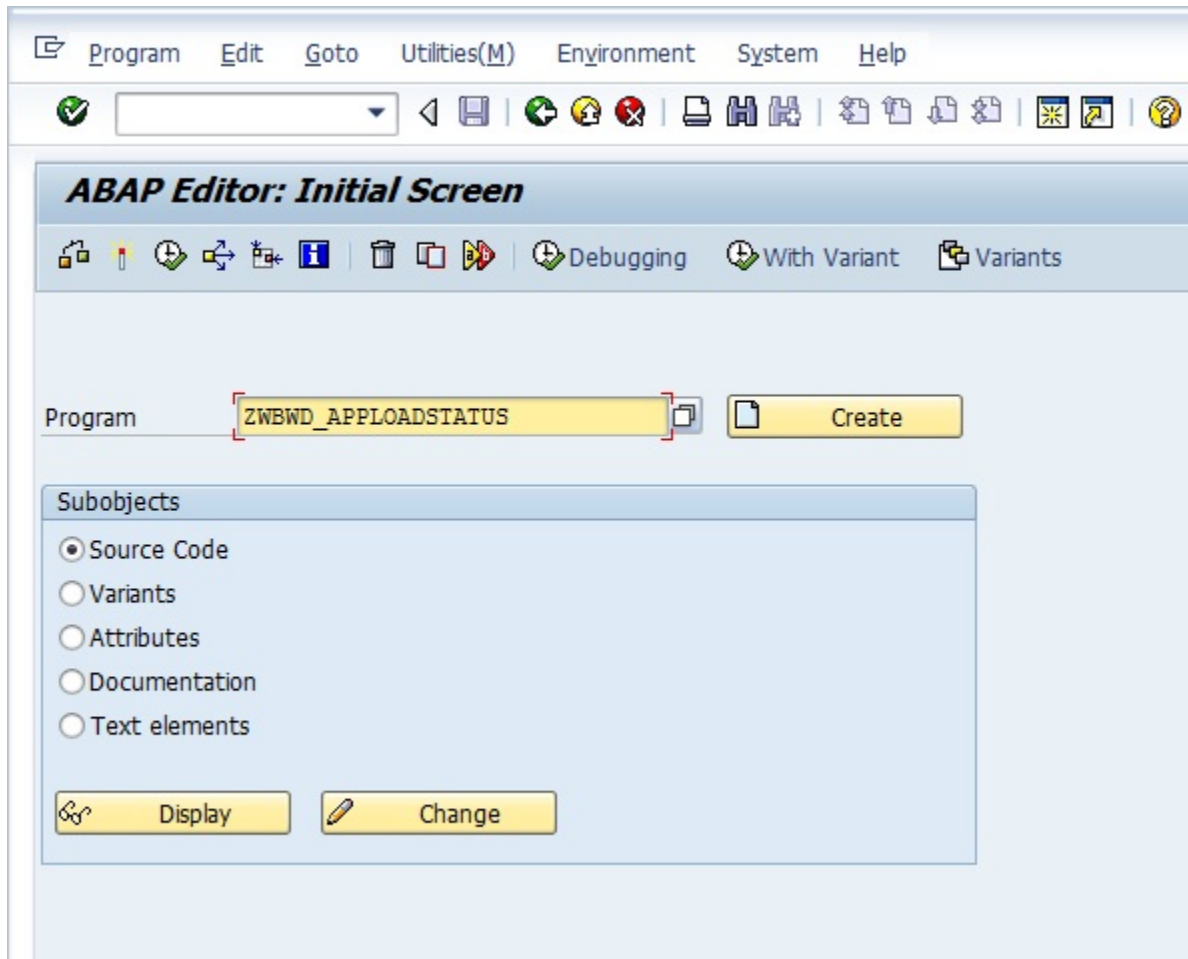 Program Edit Goto Utilities(M) Environment System Help
ABAP Editor: Initial Screen
Debugging With Variant Variants
Program ZWBWD_APPLOADSTATUS Create
Subobjects
Source Code
Variants
Attributes
Documentation
Text elements
Display Change